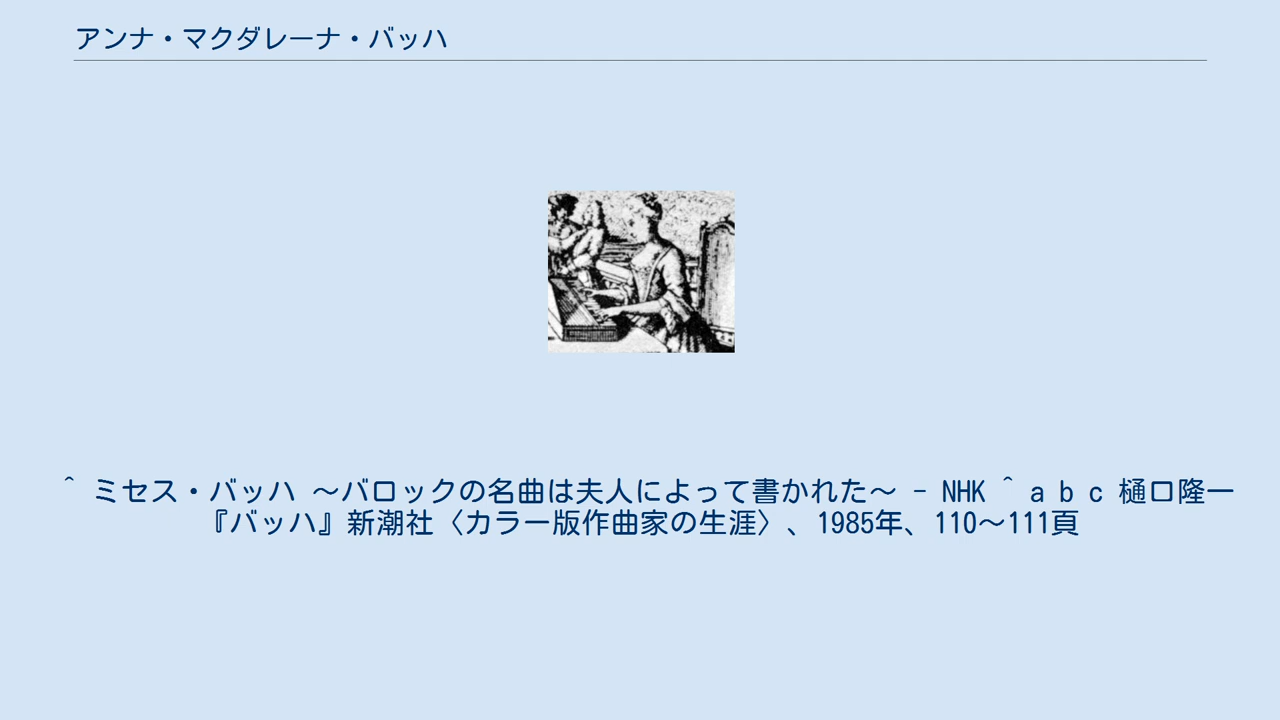 アンナ・マクダレーナ・バッハ
^ ミセス・バッハ ～バロックの名曲は夫人によって書かれた～ - NHK ^ a b c 樋口隆一
『バッハ』新潮社〈カラー版作曲家の生涯〉、1985年、110～111頁